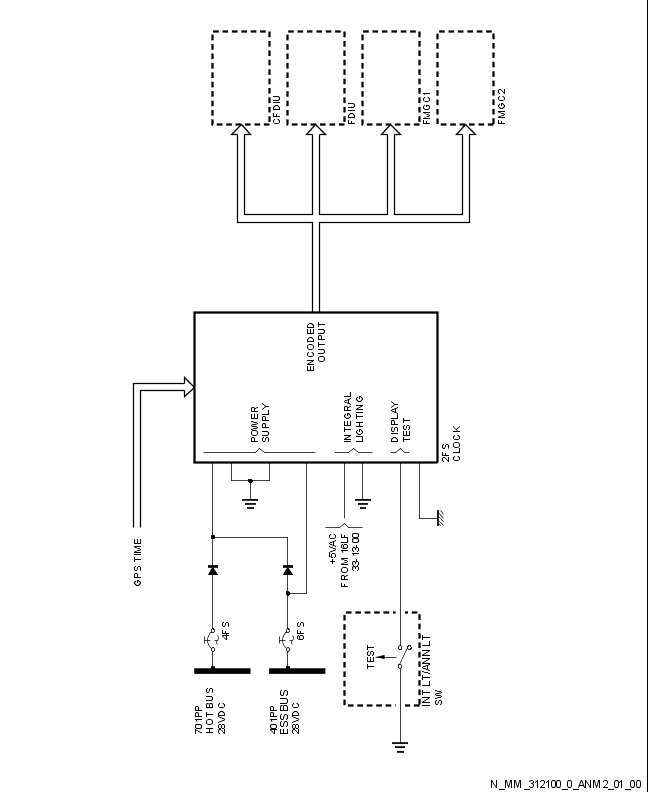 CFDIU
FDIU
FMGC1
FMGC2
ENCODED
OUTPUT
POWER
SUPPLY
INTEGRAL
LIGHTING
DISPLAY
TEST
2FS
CLOCK
GPS TIME
+5VAC
FROM 16LF
33-13-00
4FS
6FS
TEST
INT LT/ANN LT
SW
701PP
HOT BUS
28VDC
401PP
ESS BUS
28VDC
N_MM_312100_0_ANM2_01_00